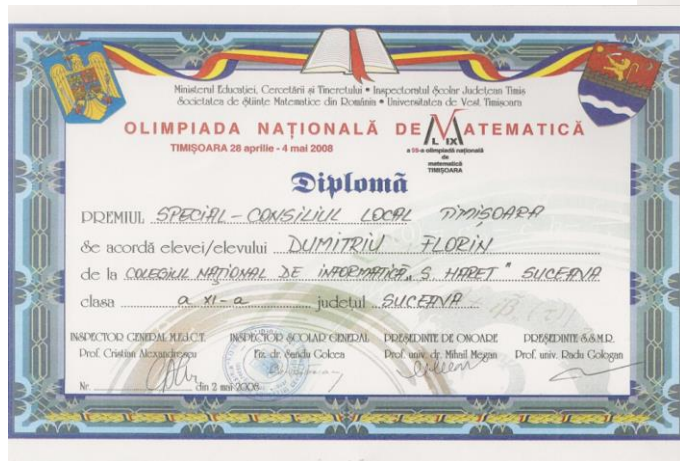 Ministerul Educației, Cercetării și Tineretului • Inspectoratul Școlar Județean Timiș
Societatea de Științe Matematice din România • Universitatea de Vest Timișoara
OLIMPIADA NAȚIONALĂ DE MATEMATICĂ
TIMIȘOARA 28 aprilie - 4 mai 2008
L IX
a 59-a olimpiadă națională
de
matematică
TIMIȘOARA
Diplomă
PREMIUL SPECIAL - CONSILIUL LOCAL TIMIȘOARA
Se acordă elevei/elevului DUMITRIU FLORIN
de la COLEGIUL NAȚIONAL DE INFORMATICĂ „S. HARET" SUCEAVA
clasa a XI-a județul SUCEAVA
INSPECTOR GENERAL M.E.C.T. INSPECTOR ȘCOLAR GENERAL PREȘEDINTE DE ONOARE PREȘEDINTE S.S.M.R.
Prof. Cristian Alexandrescu Fiz. dr. Sandu Golcea Prof. univ. dr. Mihail Megan Prof. univ. Radu Gologan
Nr. din 2 mai 2008